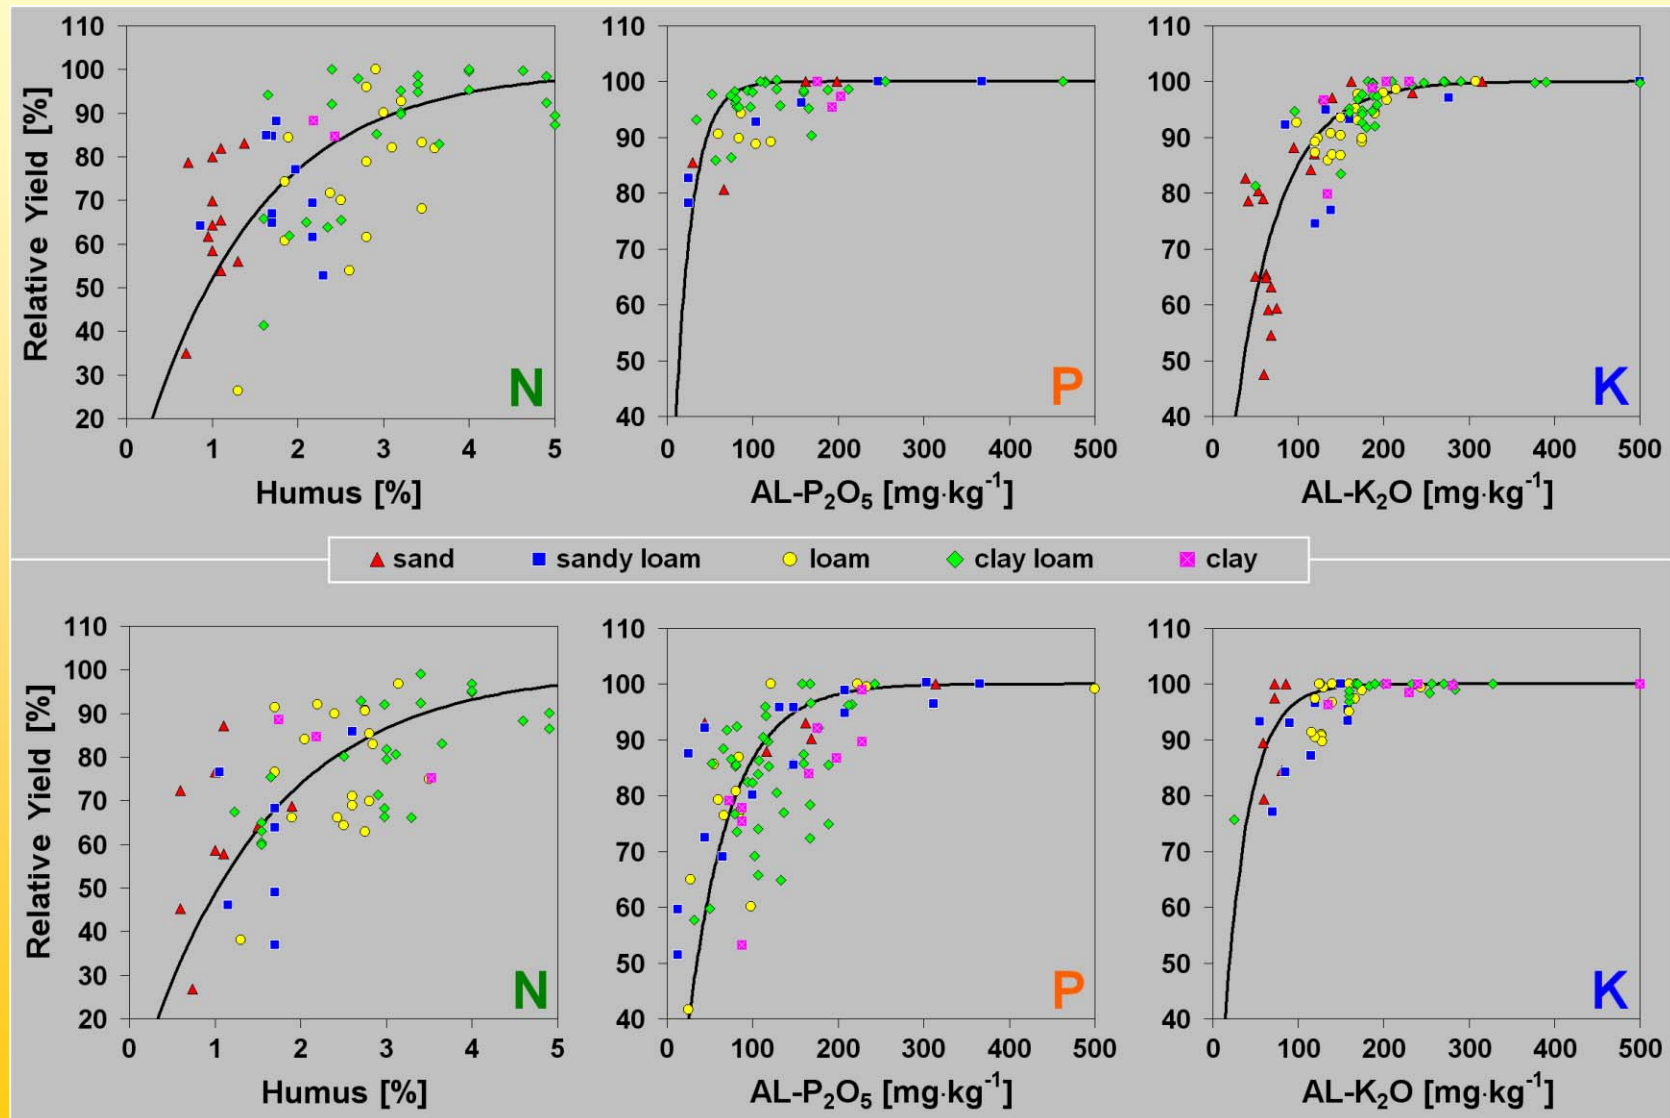 110 100 90 80 70 60 50 40 30 20
Relative Yield [%]
N
0 1 2 3 4 5
Humus [%]
110 100 90 80 70 60 50 40
P
0 100 200 300 400 500
AL-P₂O₅ [mg·kg⁻¹]
110 100 90 80 70 60 50 40
K
0 100 200 300 400 500
AL-K₂O [mg·kg⁻¹]
sand sandy loam loam clay loam clay
110 100 90 80 70 60 50 40 30 20
Relative Yield [%]
N
0 1 2 3 4 5
Humus [%]
110 100 90 80 70 60 50 40
P
0 100 200 300 400 500
AL-P₂O₅ [mg·kg⁻¹]
110 100 90 80 70 60 50 40
K
0 100 200 300 400 500
AL-K₂O [mg·kg⁻¹]